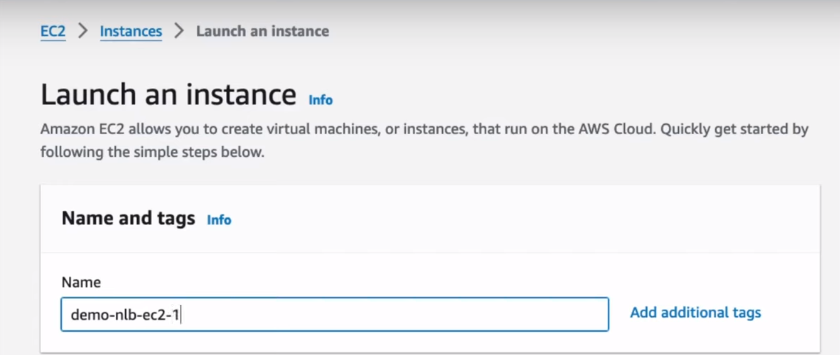 EC2 > Instances > Launch an instance
Launch an instance Info
Amazon EC2 allows you to create virtual machines, or instances, that run on the AWS Cloud. Quickly get started by
following the simple steps below.
Name and tags Info
Name
demo-nlb-ec2-1
Add additional tags